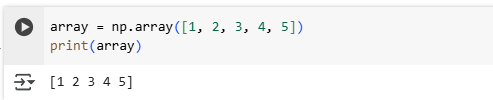 array = np.array([1, 2, 3, 4, 5])
print(array)
[1 2 3 4 5]